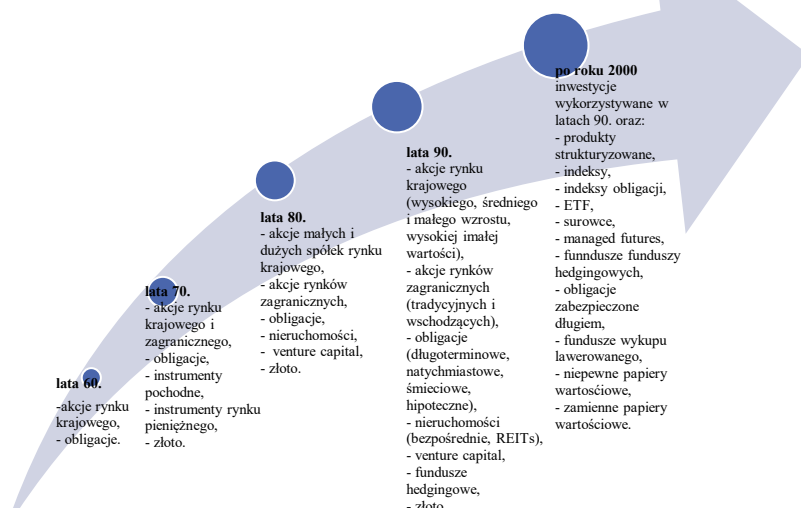 lata 60.
-akcje rynku
krajowego,
- obligacje.
lata 70.
- akcje rynku
krajowego i
zagranicznego,
- obligacje,
- instrumenty
pochodne,
- instrumenty rynku
pieniężnego,
- złoto.
lata 80.
- akcje małych i
dużych spółek rynku
krajowego,
- akcje rynków
zagranicznych,
- obligacje,
- nieruchomości,
-  venture capital,
- złoto.
lata 90.
- akcje rynku
krajowego
(wysokiego, średniego
i małego wzrostu,
wysokiej imałej
wartości),
- akcje rynków
zagranicznych
(tradycyjnych i
wschodzących),
- obligacje
(długoterminowe,
natychmiastowe,
śmieciowe,
hipoteczne),
- nieruchomości
(bezpośrednie, REITs),
- venture capital,
- fundusze
hedgingowe,
- złoto
po roku 2000
inwestycje
wykorzystywane w
latach 90. oraz:
- produkty
strukturyzowane,
- indeksy,
- indeksy obligacji,
- ETF,
- surowce,
- managed futures,
- funndusze funduszy
hedgingowych,
- obligacje
zabezpieczone
długiem,
- fundusze wykupu
lawerowanego,
- niepewne papiery
wartośćiowe,
- zamienne papiery
wartościowe.